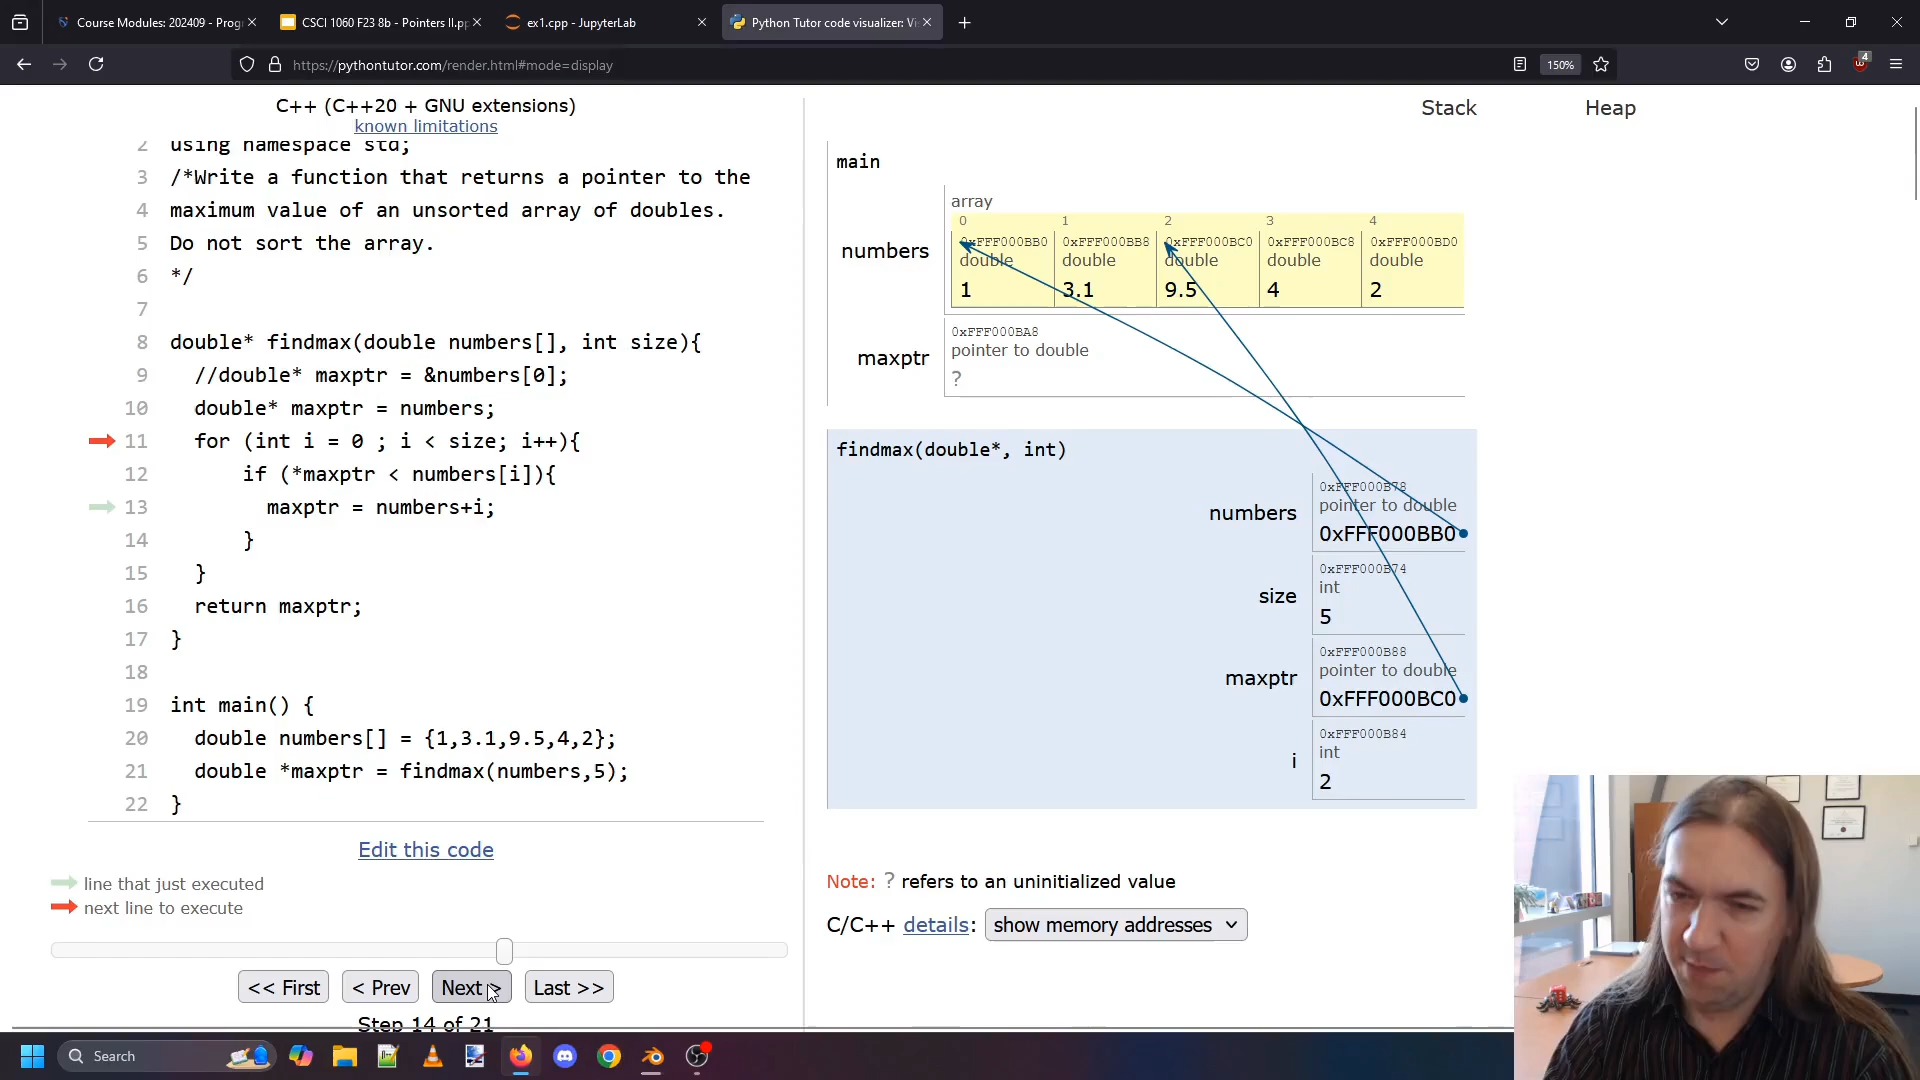 Course Modules: 202409 - Prog
CSCI 1060 F23 8b - Pointers II.pp
ex1.cpp - JupyterLab
Python Tutor code visualizer: Vi
https://pythontutor.com/render.html#mode=display
150%
4
C++ (C++20 + GNU extensions)
known limitations
2 using namespace std;
3 /*Write a function that returns a pointer to the
4 maximum value of an unsorted array of doubles.
5 Do not sort the array.
6 */
7
8 double* findmax(double numbers[], int size){
9 //double* maxptr = &numbers[0];
10 double* maxptr = numbers;
11 for (int i = 0 ; i < size; i++){
12 if (*maxptr < numbers[i]){
13 maxptr = numbers+i;
14 }
15 }
16 return maxptr;
17 }
18
19 int main() {
20 double numbers[] = {1,3.1,9.5,4,2};
21 double *maxptr = findmax(numbers,5);
22 }
Edit this code
line that just executed
next line to execute
<< First < Prev Next > Last >>
Step 14 of 21
Stack Heap
main
array
0 1 2 3 4
0xFFF000BB0 0xFFF000BB8 0xFFF000BC0 0xFFF000BC8 0xFFF000BD0
numbers
double double double double double
1 3.1 9.5 4 2
0xFFF000BA8
maxptr pointer to double
?
findmax(double*, int)
0xFFF000B78
numbers pointer to double
0xFFF000BB0
0xFFF000B74
size int
5
0xFFF000B88
maxptr pointer to double
0xFFF000BC0
0xFFF000B84
i int
2
Note: ? refers to an uninitialized value
C/C++ details: show memory addresses
Search